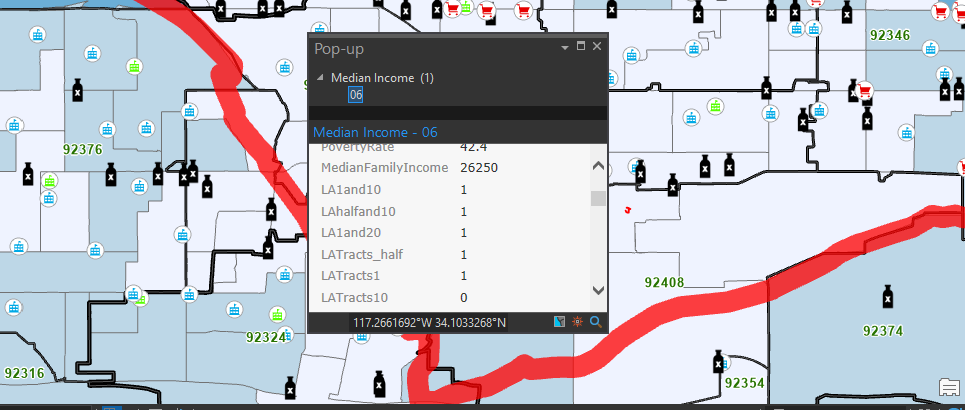 92346
Pop-up
Median Income (1)
06
Median Income - 06
PovertyRate 42.4
MedianFamilyIncome 26250
LA1and10 1
LAhalfand10 1
LA1and20 1
LATracts_half 1
LATracts1 1
LATracts10 0
117.2661692°W 34.1033268°N
92376
92408
92324
92374
92316
92354